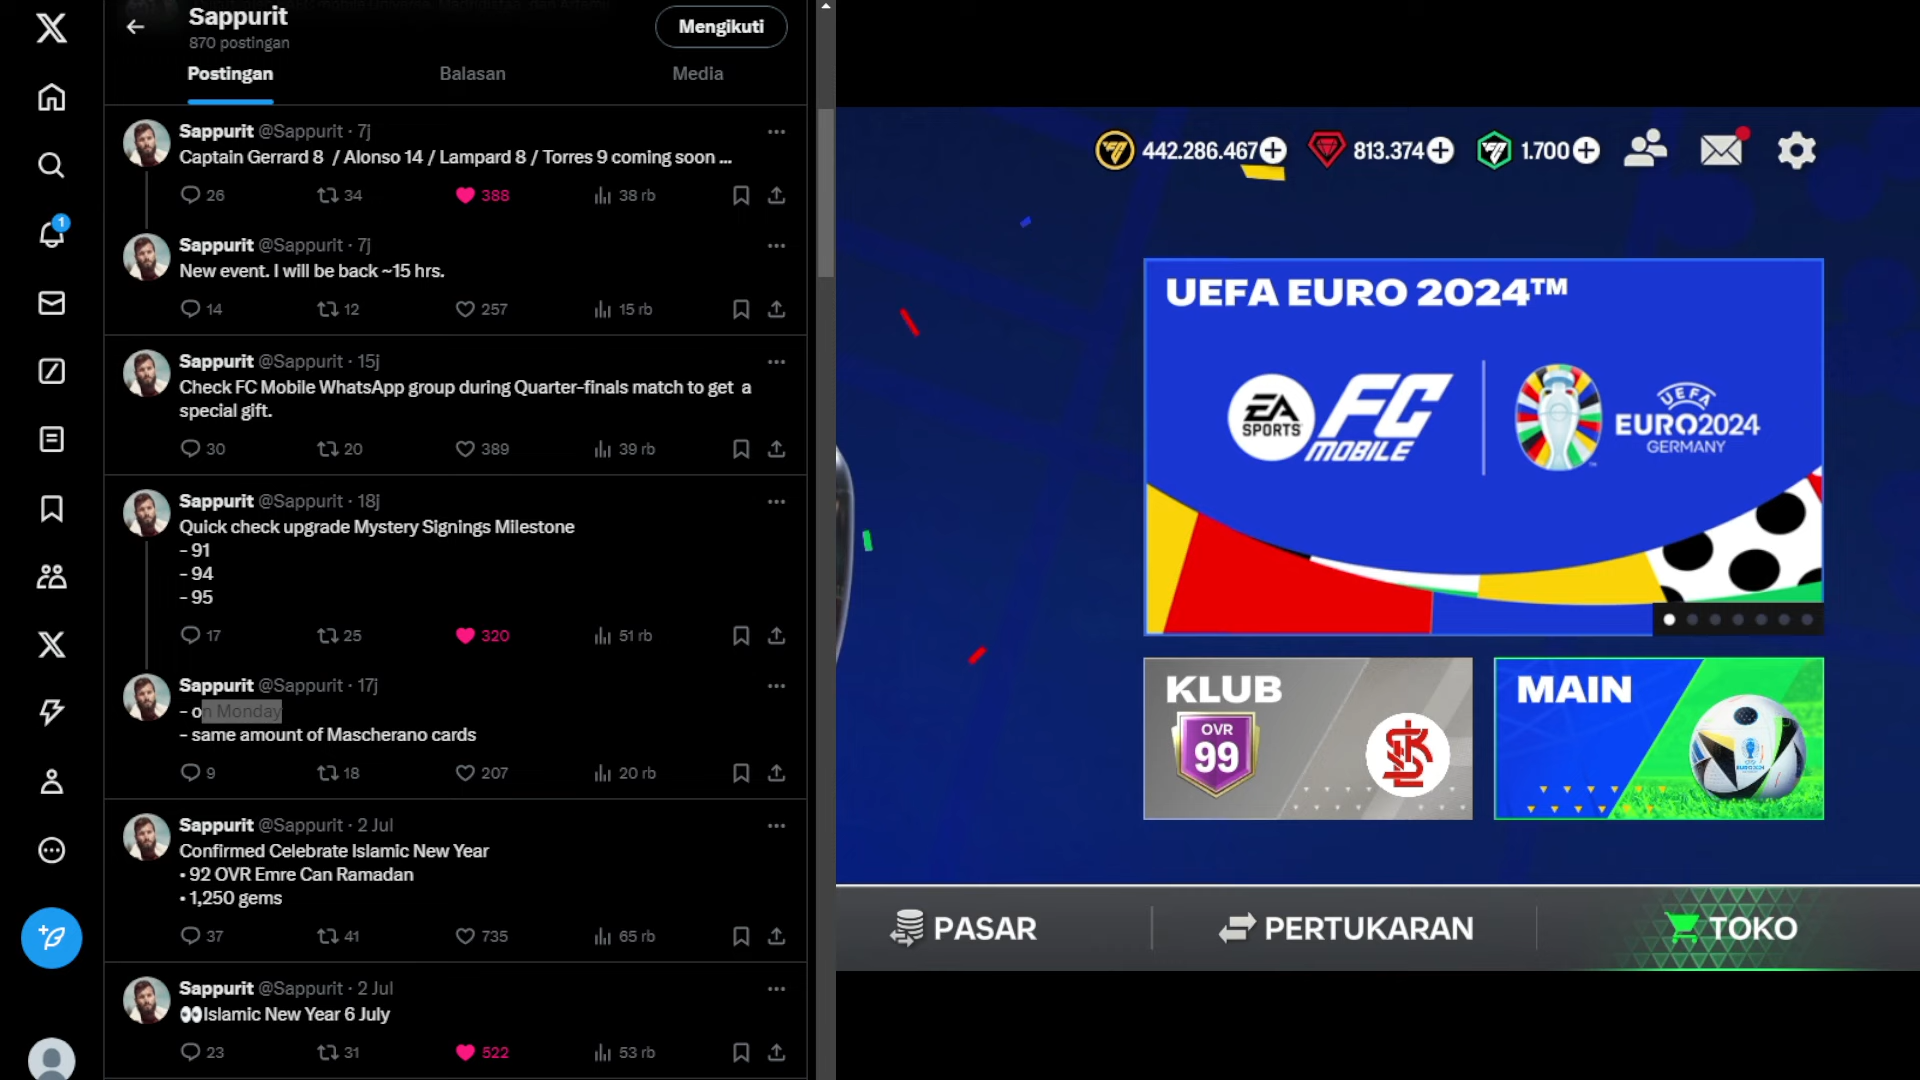 Sappurit
870 postingan
Mengikuti
Postingan
Balasan
Media
Sappurit @Sappurit · 7j
Captain Gerrard 8 / Alonso 14 / Lampard 8 / Torres 9 coming soon ...
26
34
388
38 rb
Sappurit @Sappurit · 7j
New event. I will be back ~15 hrs.
14
12
257
15 rb
Sappurit @Sappurit · 15j
Check FC Mobile WhatsApp group during Quarter-finals match to get a
special gift.
30
20
389
39 rb
Sappurit @Sappurit · 18j
Quick check upgrade Mystery Signings Milestone
- 91
- 94
- 95
17
25
320
51 rb
Sappurit @Sappurit · 17j
- on Monday
- same amount of Mascherano cards
9
18
207
20 rb
Sappurit @Sappurit · 2 Jul
Confirmed Celebrate Islamic New Year
• 92 OVR Emre Can Ramadan
• 1,250 gems
37
41
735
65 rb
Sappurit @Sappurit · 2 Jul
👀Islamic New Year 6 July
23
31
522
53 rb
1
442.286.467
813.374
1.700
UEFA EURO 2024™
EA
SPORTS
FC
MOBILE
UEFA
EURO2024
GERMANY
KLUB
OVR
99
MAIN
PASAR
PERTUKARAN
TOKO